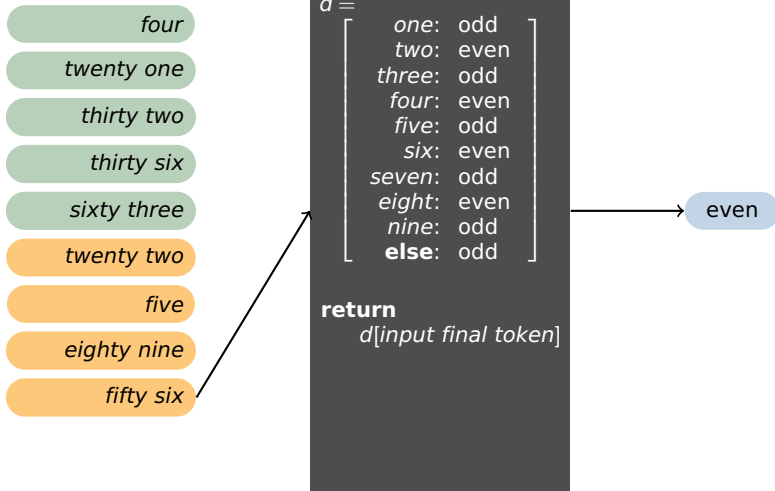 four
twenty one
thirty two
thirty six
sixty three
twenty two
five
eighty nine
fifty six
d =
one: odd
two: even
three: odd
four: even
five: odd
six: even
seven: odd
eight: even
nine: odd
else: odd
return
d[input final token]
even